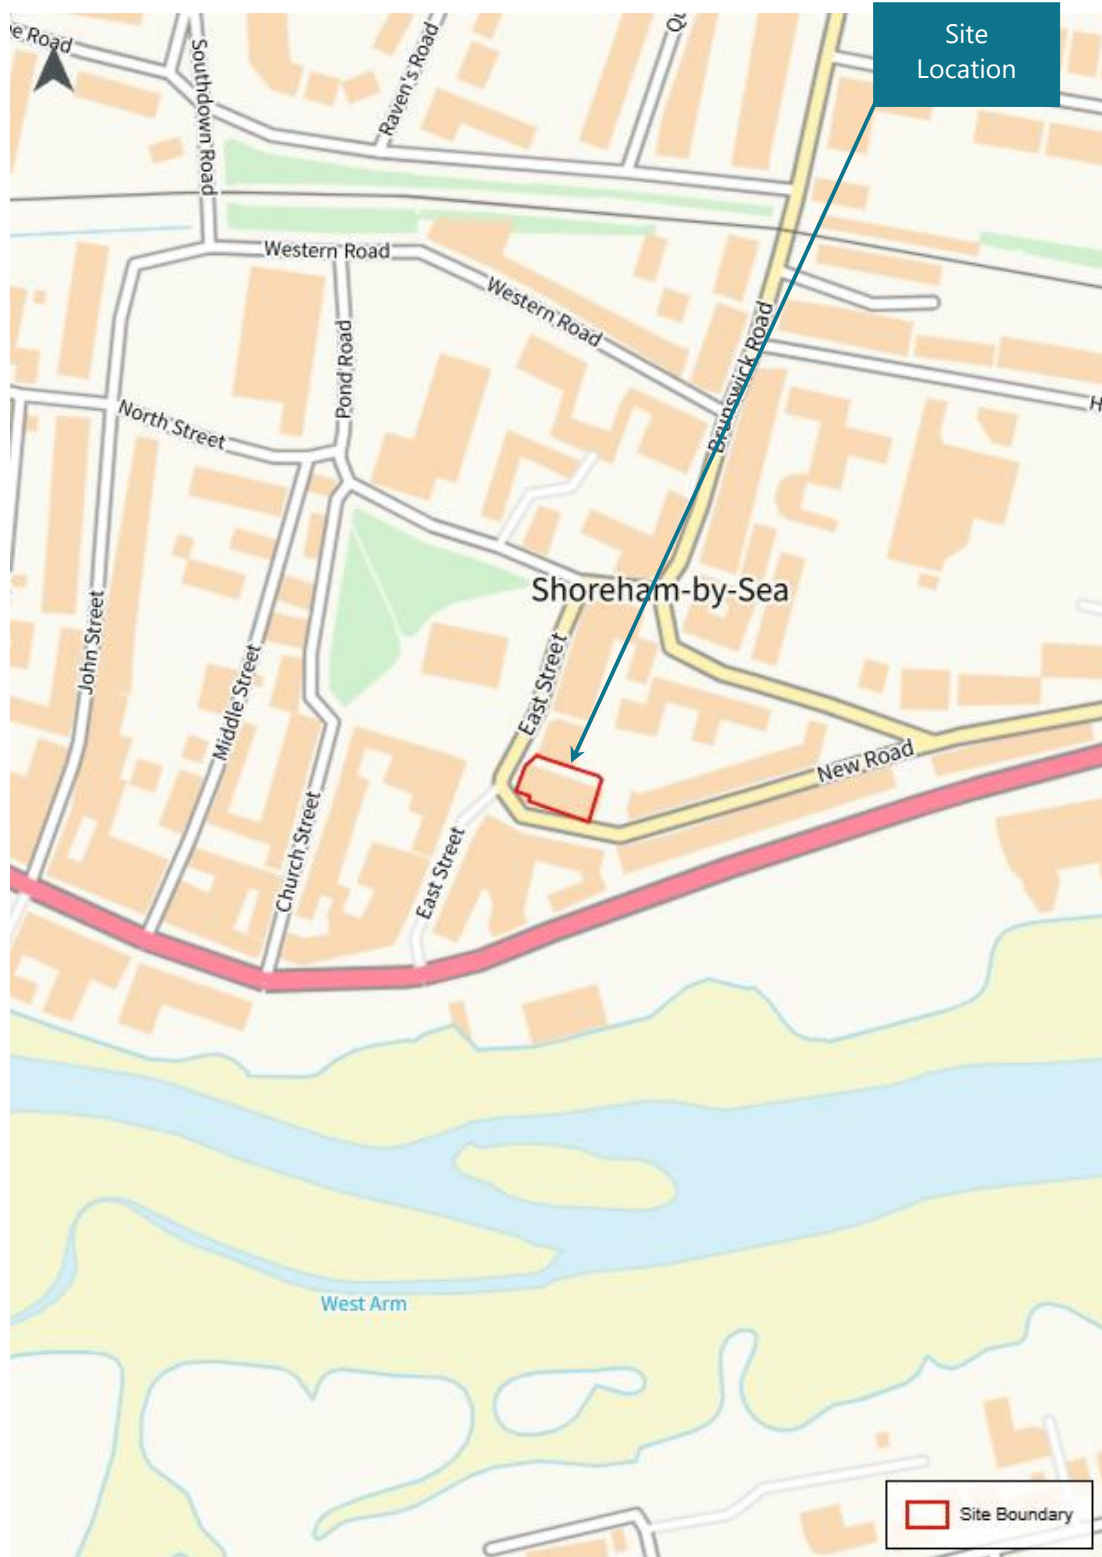 Site
Location
e Road
Southdown Road
Raven's Road
Qu
Western Road
Western Road
Brunswick Road
Pond Road
North Street
H
Shoreham-by-Sea
John Street
Middle Street
East Street
New Road
Church Street
East Street
West Arm
Site Boundary